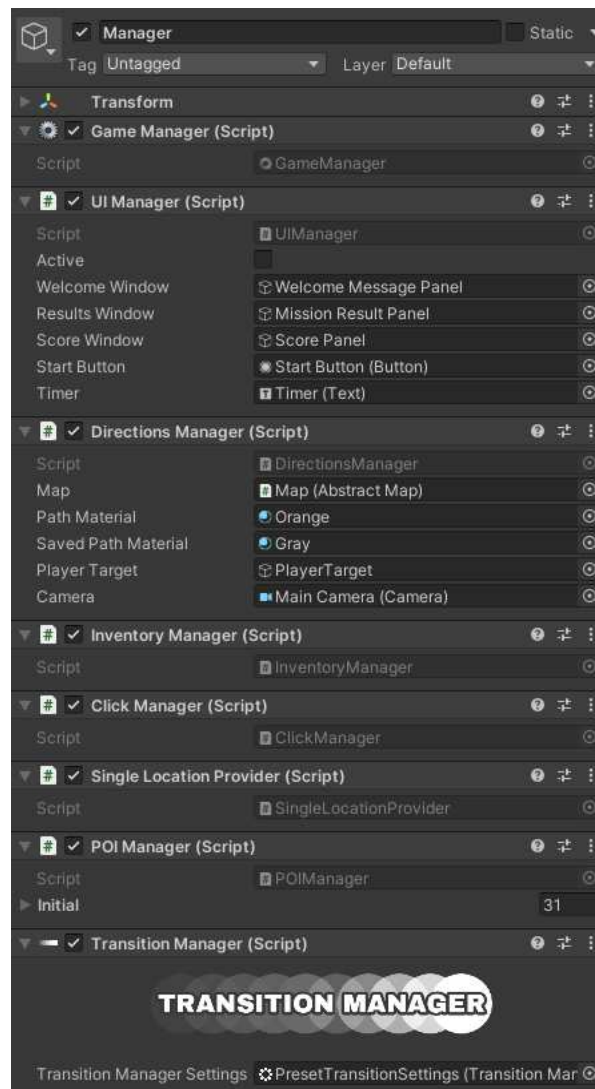 Manager Static
Tag Untagged Layer Default
Transform
Game Manager (Script)
Script GameManager
# UI Manager (Script)
Script UIManager
Active
Welcome Window Welcome Message Panel
Results Window Mission Result Panel
Score Window Score Panel
Start Button Start Button (Button)
Timer Timer (Text)
# Directions Manager (Script)
Script DirectionsManager
Map Map (Abstract Map)
Path Material Orange
Saved Path Material Gray
Player Target PlayerTarget
Camera Main Camera (Camera)
# Inventory Manager (Script)
Script InventoryManager
# Click Manager (Script)
Script ClickManager
# Single Location Provider (Script)
Script SingleLocationProvider
# POI Manager (Script)
Script POIManager
Initial 31
Transition Manager (Script)
TRANSITION MANAGER
Transition Manager Settings PresetTransitionSettings (Transition Mar